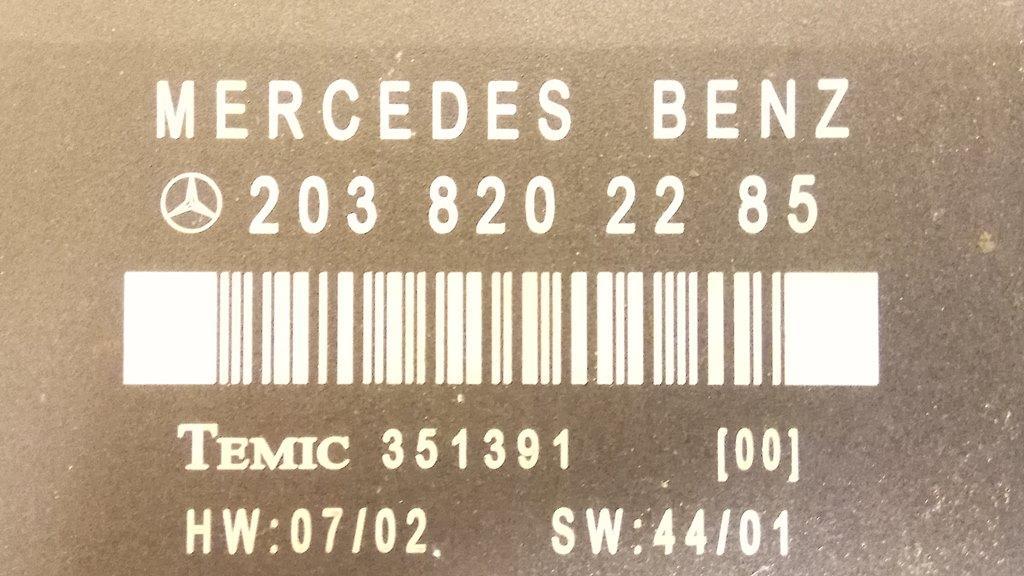 MERCEDES BENZ
203 820 22 85
TEMIC 351391 [00]
HW:07/02. SW:44/01